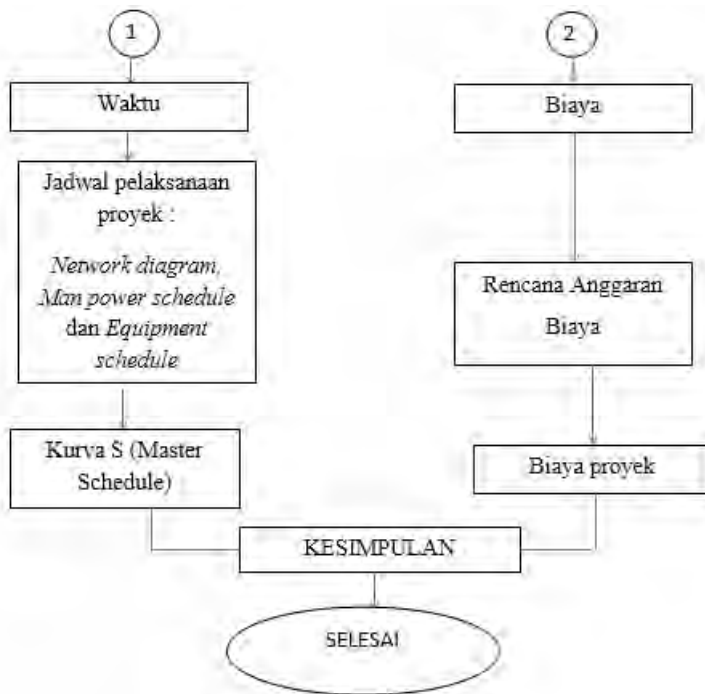 1
Waktu
Jadwal pelaksanaan
proyek :
Network diagram,
Man power schedule
dan Equipment
schedule
Kurva S (Master
Schedule)
2
Biaya
Rencana Anggaran
Biaya
Biaya proyek
KESIMPULAN
SELESAI